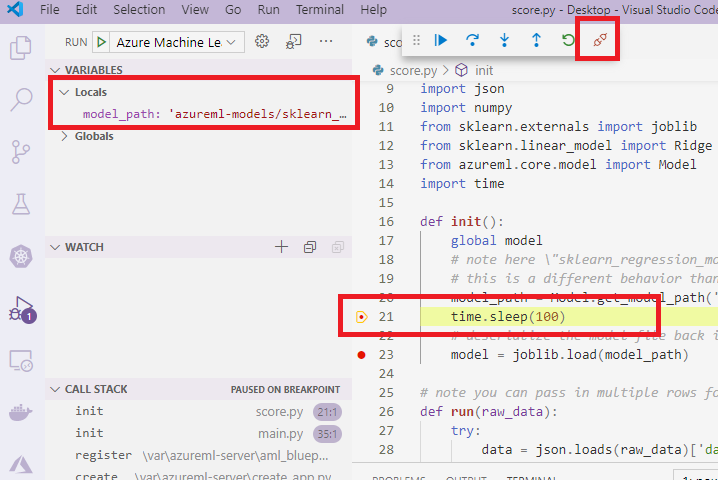 File Edit Selection View Go Run Terminal Help score.py - Desktop - Visual Studio Code
RUN Azure Machine Le
VARIABLES
Locals
model_path: 'azureml-models/sklearn_…
Globals
WATCH
1
CALL STACK PAUSED ON BREAKPOINT
init score.py 21:1
init main.py 35:1
register \var\azureml-server\aml_bluep…
create \var\azureml-server\create_app.py
score.py init
9 import json
10 import numpy
11 from sklearn.externals import joblib
12 from sklearn.linear_model import Ridge
13 from azureml.core.model import Model
14 import time
15
16 def init():
17 global model
18 # note here \"sklearn_regression_mo
19 # this is a different behavior than
20 model_path = Model.get_model_path('
21 time.sleep(100)
22 # deserialize the model file back i
23 model = joblib.load(model_path)
24
25 # note you can pass in multiple rows fo
26 def run(raw_data):
27 try:
28 data = json.loads(raw_data)['da
PROBLEMS OUTPUT TERMINAL